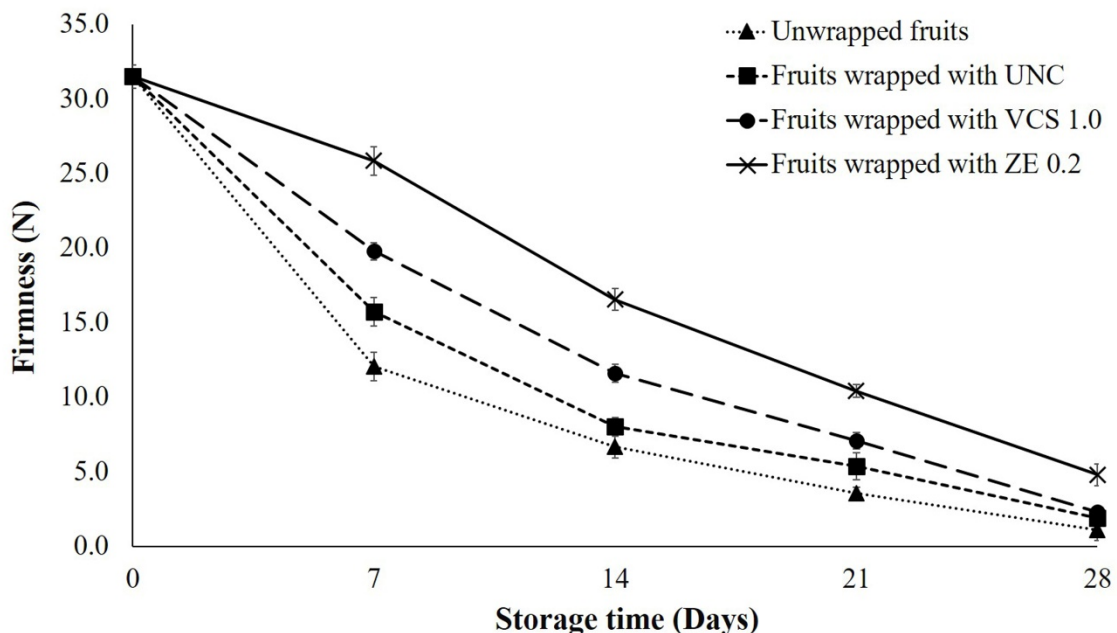 35.0
30.0
25.0
20.0
15.0
10.0
5.0
0.0
Firmness (N)
Unwrapped fruits
Fruits wrapped with UNC
Fruits wrapped with VCS 1.0
Fruits wrapped with ZE 0.2
0 7 14 21 28
Storage time (Days)